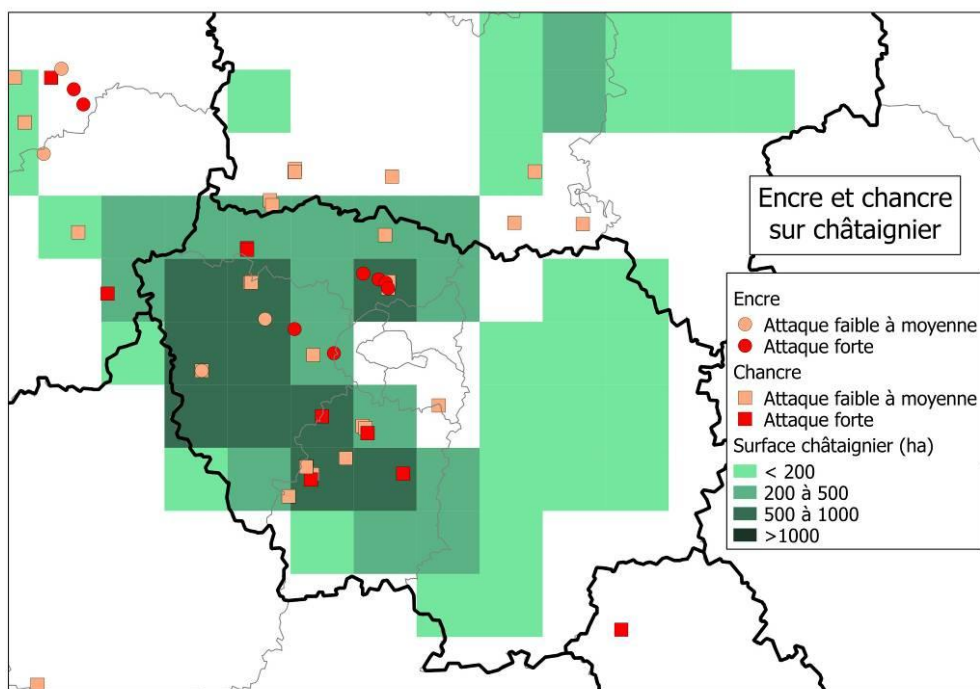 Encre et chancre
sur châtaignier
Encre
Attaque faible à moyenne
Attaque forte
Chancre
Attaque faible à moyenne
Attaque forte
Surface châtaignier (ha)
< 200
200 à 500
500 à 1000
>1000